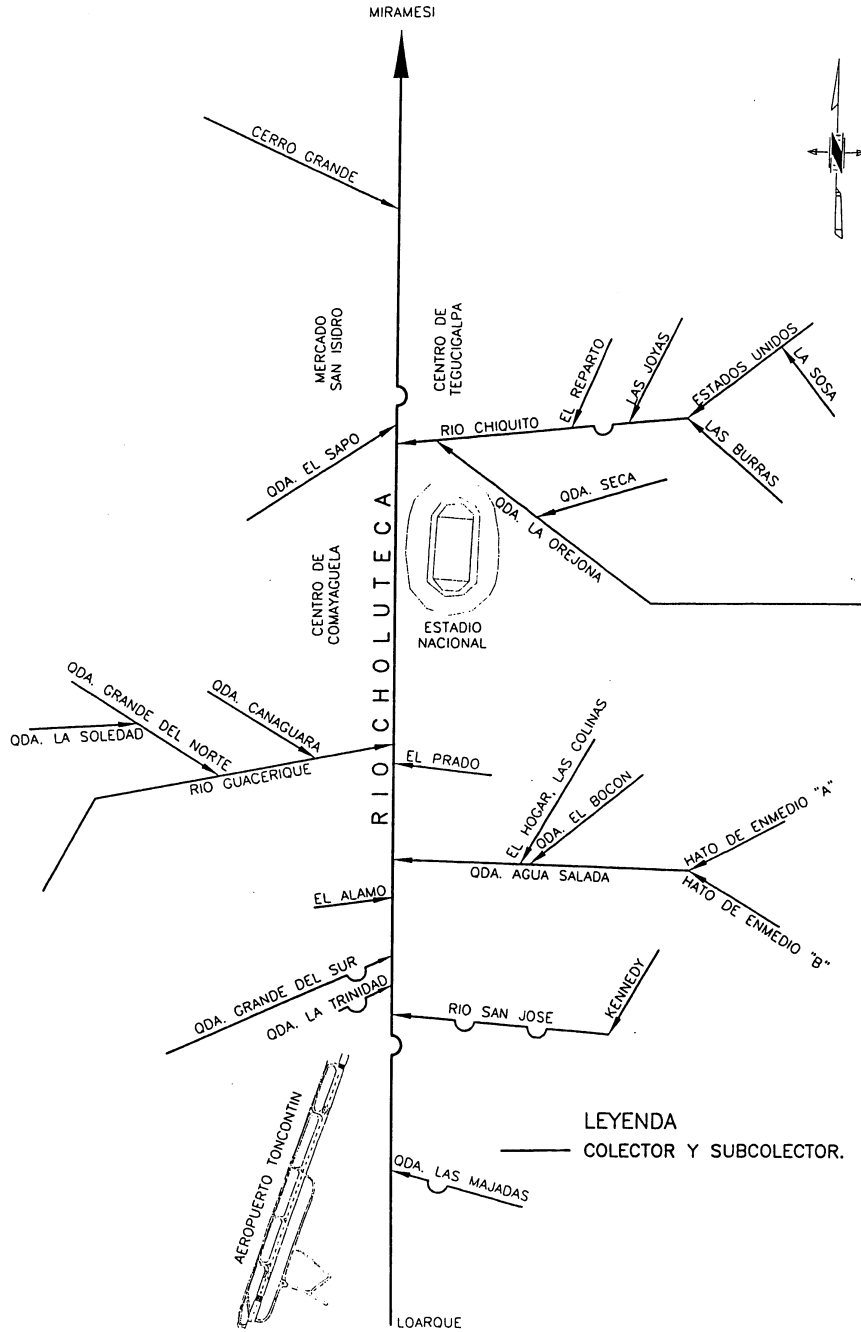 MIRAMESI
CERRO GRANDE
MERCADO
SAN ISIDRO
CENTRO DE
TEGUCIGALPA
EL REPARTO
LAS JOYAS
ESTADOS UNIDOS
LA SOSA
RIO CHIQUITO
LAS BURRAS
QDA. EL SAPO
QDA. SECA
QDA. LA OREJONA
CENTRO DE
COMAYAGUELA
RIO CHOLUTECA
ESTADIO
NACIONAL
QDA. GRANDE DEL NORTE
QDA. CANAGUARA
QDA. LA SOLEDAD
RIO GUACERIQUE
EL PRADO
EL HOGAR, LAS COLINAS
QDA. EL BOCON
HATO DE ENMEDIO "A"
QDA. AGUA SALADA
HATO DE ENMEDIO "B"
EL ALAMO
QDA. GRANDE DEL SUR
QDA. LA TRINIDAD
RIO SAN JOSE
KENNEDY
AEROPUERTO TONCONTIN
LEYENDA
COLECTOR Y SUBCOLECTOR.
QDA. LAS MAJADAS
LOARQUE